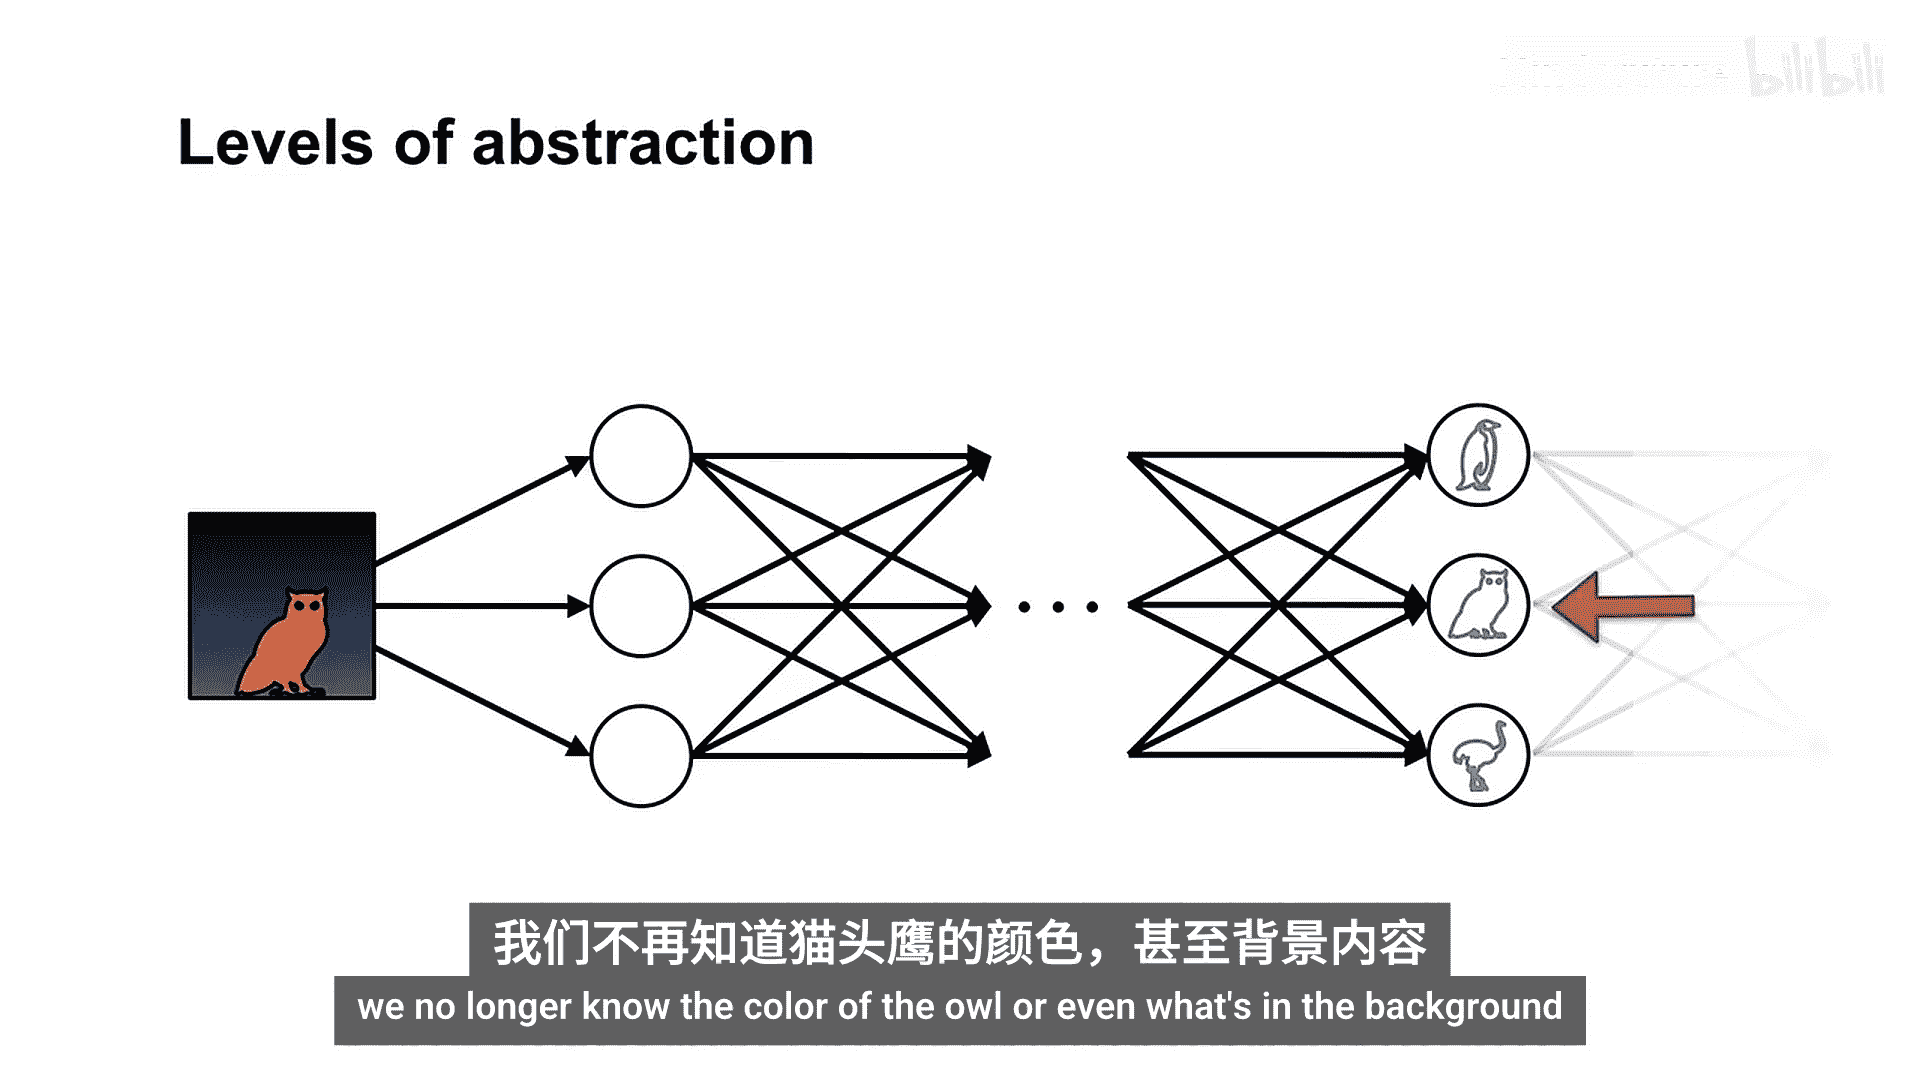 bilibili
Levels of abstraction
我们不再知道猫头鹰的颜色，甚至背景内容
we no longer know the color of the owl or even what's in the background